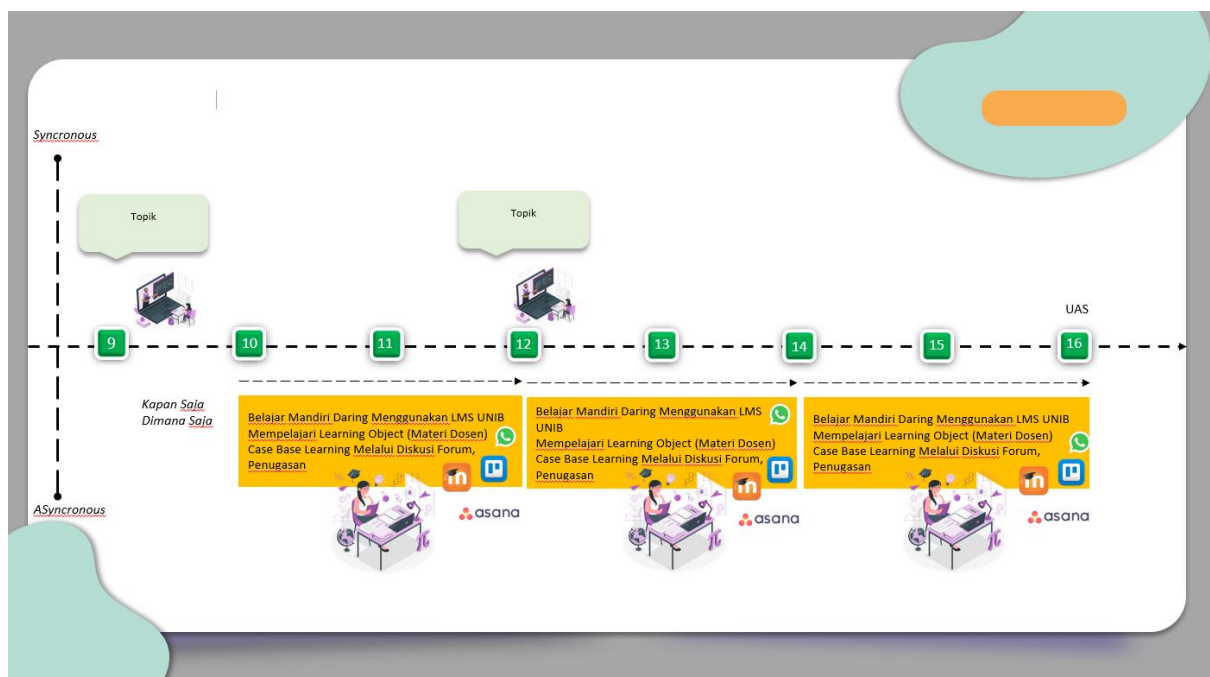 Syncronous
Topik
Topik
UAS
9
10
11
12
13
14
15
16
Kapan Saja
Dimana Saja
Belajar Mandiri Daring Menggunakan LMS UNIB
Mempelajari Learning Object (Materi Dosen)
Case Base Learning Melalui Diskusi Forum,
Penugasan
asana
Belajar Mandiri Daring Menggunakan LMS
UNIB
Mempelajari Learning Object (Materi Dosen)
Case Base Learning Melalui Diskusi Forum,
Penugasan
asana
Belajar Mandiri Daring Menggunakan LMS UNIB
Mempelajari Learning Object (Materi Dosen)
Case Base Learning Melalui Diskusi Forum,
Penugasan
asana
ASyncronous